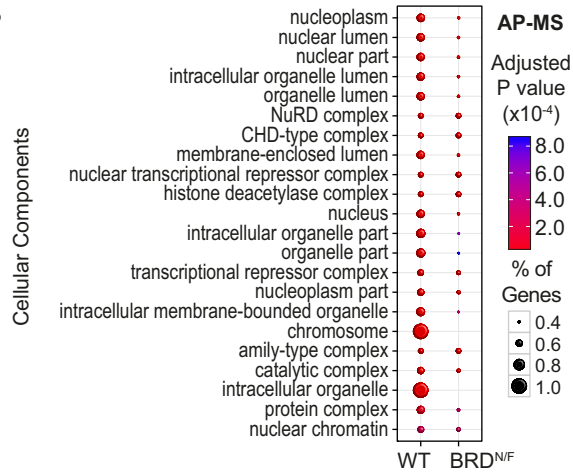 nucleoplasm
nuclear lumen
nuclear part
intracellular organelle lumen
organelle lumen
NuRD complex
CHD-type complex
membrane-enclosed lumen
nuclear transcriptional repressor complex
histone deacetylase complex
nucleus
intracellular organelle part
organelle part
transcriptional repressor complex
nucleoplasm part
intracellular membrane-bounded organelle
chromosome
amily-type complex
catalytic complex
intracellular organelle
protein complex
nuclear chromatin
Cellular Components
WT BRD^N/F
AP-MS
Adjusted
P value
(x10⁻⁴)
8.0
6.0
4.0
2.0
% of
Genes
0.4
0.6
0.8
1.0